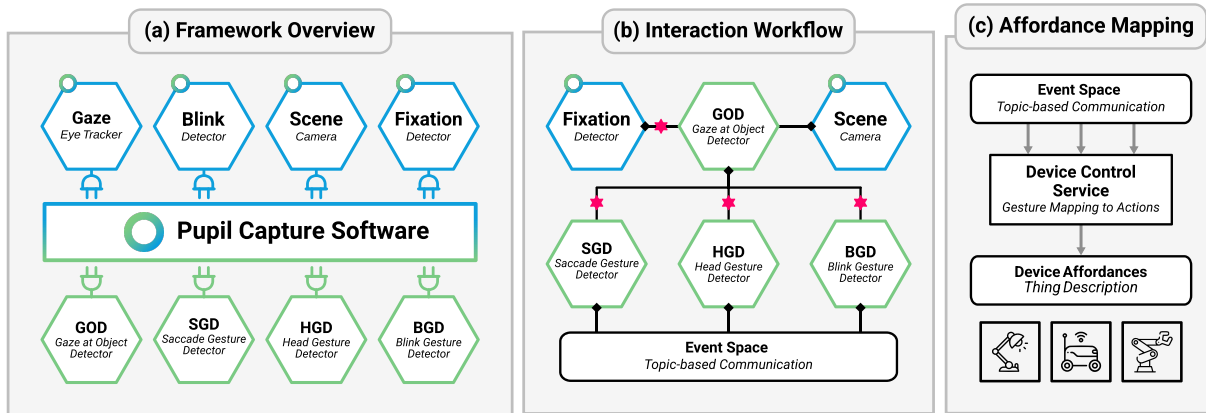 (a) Framework Overview
Gaze
Eye Tracker
Blink
Detector
Scene
Camera
Fixation
Detector
Pupil Capture Software
GOD
Gaze at Object
Detector
SGD
Saccade Gesture
Detector
HGD
Head Gesture
Detector
BGD
Blink Gesture
Detector
(b) Interaction Workflow
Fixation
Detector
GOD
Gaze at Object
Detector
Scene
Camera
SGD
Saccade Gesture
Detector
HGD
Head Gesture
Detector
BGD
Blink Gesture
Detector
Event Space
Topic-based Communication
(c) Affordance Mapping
Event Space
Topic-based Communication
Device Control
Service
Gesture Mapping to Actions
Device Affordances
Thing Description